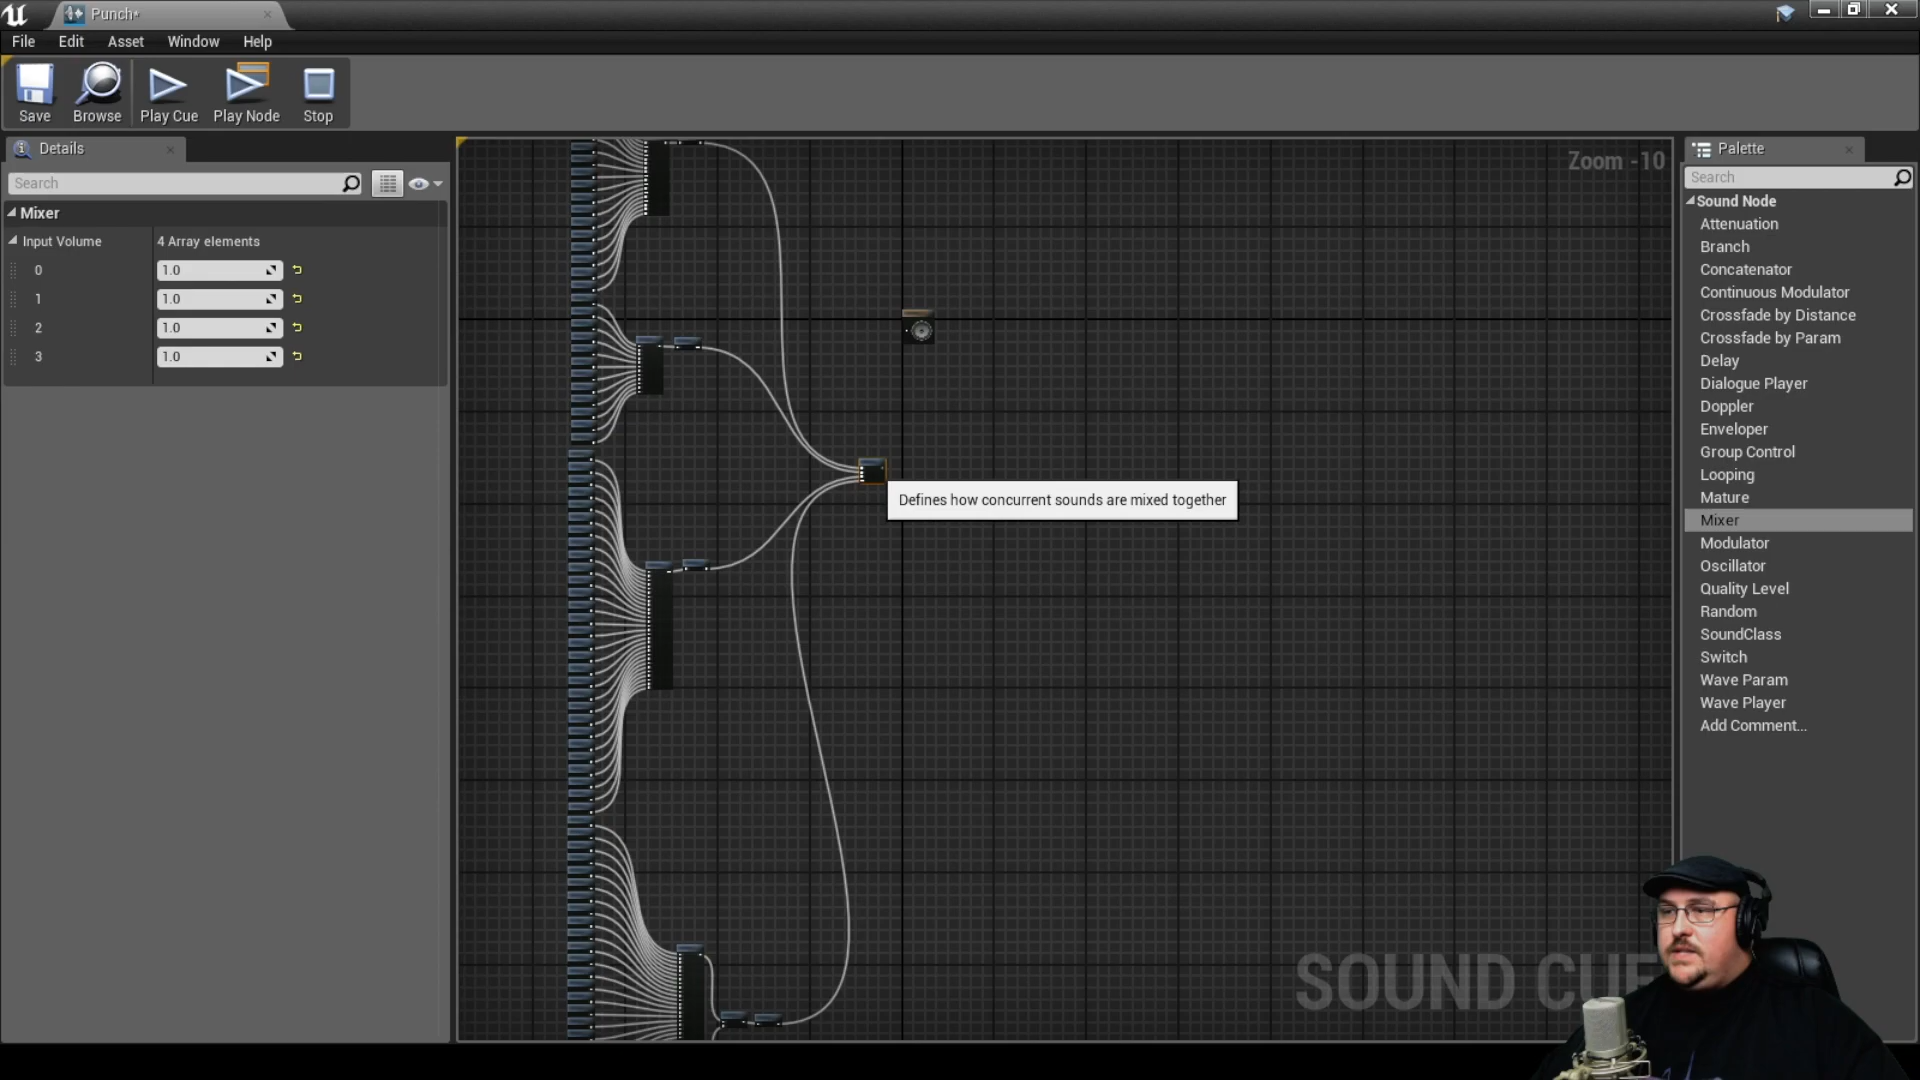 Punch*
File Edit Asset Window Help
Save Browse Play Cue Play Node Stop
Details
Search
Mixer
Input Volume 4 Array elements
0 1.0
1 1.0
2 1.0
3 1.0
Zoom -10
Defines how concurrent sounds are mixed together
SOUND CUE
Palette
Search
Sound Node
Attenuation
Branch
Concatenator
Continuous Modulator
Crossfade by Distance
Crossfade by Param
Delay
Dialogue Player
Doppler
Enveloper
Group Control
Looping
Mature
Mixer
Modulator
Oscillator
Quality Level
Random
SoundClass
Switch
Wave Param
Wave Player
Add Comment...